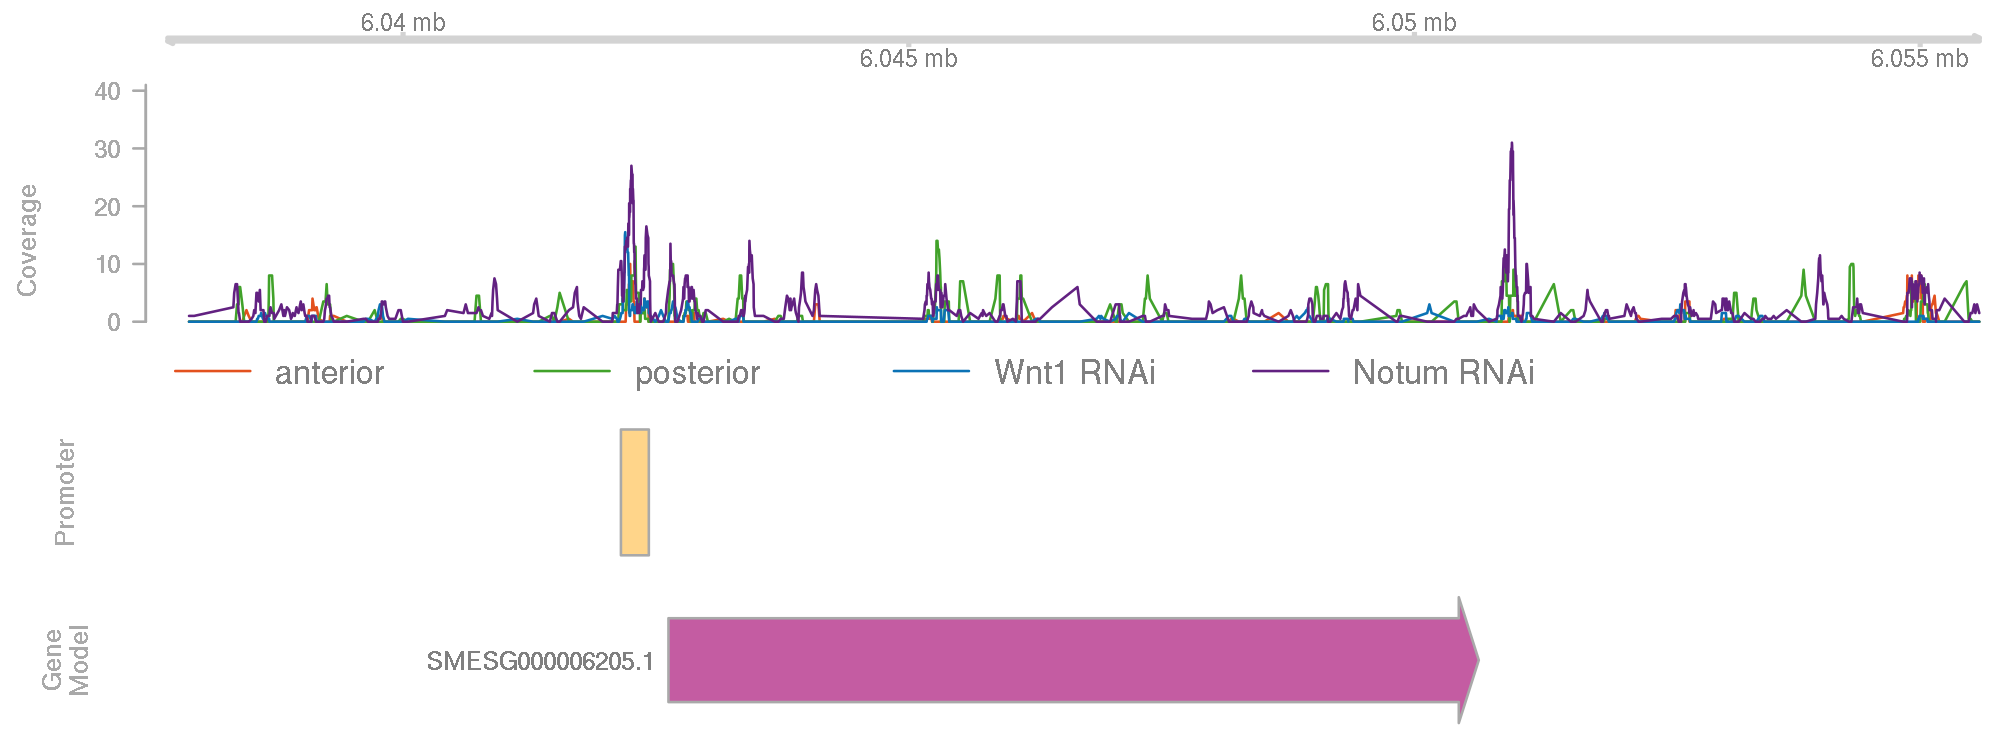 6.04 mb
6.05 mb
6.045 mb
6.055 mb
Coverage
40
30
20
10
0
anterior
posterior
Wnt1 RNAi
Notum RNAi
Promoter
Gene
Model
SMESG000006205.1